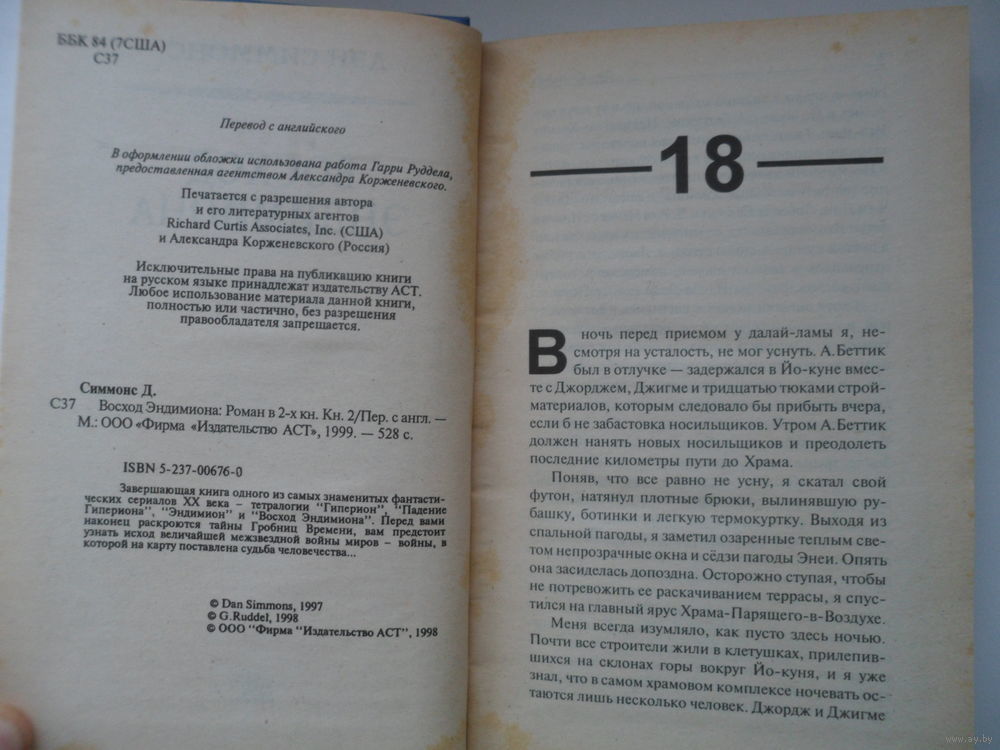 ББК 84 (7США)
С37
Перевод с английского
В оформлении обложки использована работа Гарри Руддела,
предоставленная агентством Александра Корженевского.
Печатается с разрешения автора
и его литературных агентов
Richard Curtis Associates, Inc. (США)
и Александра Корженевского (Россия)
Исключительные права на публикацию книги
на русском языке принадлежат издательству АСТ.
Любое использование материала данной книги,
полностью или частично, без разрешения
правообладателя запрещается.
Симмонс Д.
С37 Восход Эндимиона: Роман в 2-х кн. Кн. 2/Пер. с англ. —
М.: ООО «Фирма «Издательство АСТ», 1999. — 528 с.
ISBN 5-237-00676-0
Завершающая книга одного из самых знаменитых фантасти-
ческих сериалов XX века – тетралогии "Гиперион", "Падение
Гипериона", "Эндимион" и "Восход Эндимиона". Перед вами
наконец раскроются тайны Гробниц Времени, вам предстоит
узнать исход величайшей межзвездной войны миров – войны, в
которой на карту поставлена судьба человечества...
© Dan Simmons, 1997
© G.Ruddel, 1998
© ООО "Фирма "Издательство АСТ", 1998
18
В ночь перед приемом у далай-ламы я, не-
смотря на усталость, не мог уснуть. А.Беттик
был в отлучке — задержался в Йо-куне вмес-
те с Джорджем, Джигме и тридцатью тюками строй-
материалов, которым следовало бы прибыть вчера,
если б не забастовка носильщиков. Утром А.Беттик
должен нанять новых носильщиков и преодолеть
последние километры пути до Храма.
Поняв, что все равно не усну, я скатал свой
футон, натянул плотные брюки, вылинявшую ру-
башку, ботинки и легкую термокуртку. Выходя из
спальной пагоды, я заметил озаренные теплым све-
том непрозрачные окна и сёдзи пагоды Энеи. Опять
она засиделась допоздна. Осторожно ступая, чтобы
не потревожить ее раскачиванием террасы, я спус-
тился на главный ярус Храма-Парящего-в-Воздухе.
Меня всегда изумляло, как пусто здесь ночью.
Почти все строители жили в клетушках, прилепив-
шихся на склонах горы вокруг Йо-куня, и я уже
знал, что в самом храмовом комплексе ночевать ос-
таются лишь несколько человек. Джордж и Джигме
www.ay.by